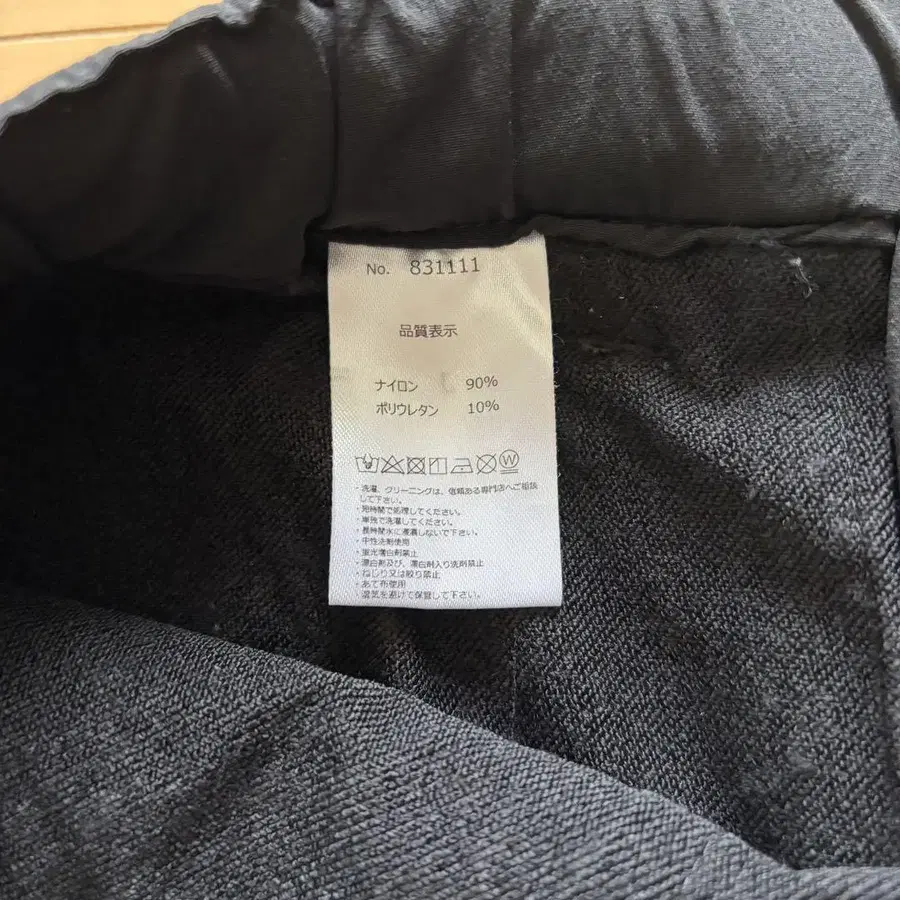 No. 831111
品質表示
ナイロン 90%
ポリウレタン 10%
W
・洗濯、クリーニングは、信頼ある専門店へご相談
して下さい。
・短時間で処理してください。
・単独で洗濯してください。
・長時間水に浸漬しないで下さい。
・中性洗剤使用
・蛍光増白剤禁止
・漂白剤及び、漂白剤入り洗剤禁止
・ねじり又は絞り禁止
・あて布使用
・湿気を避けて保管して下さい。